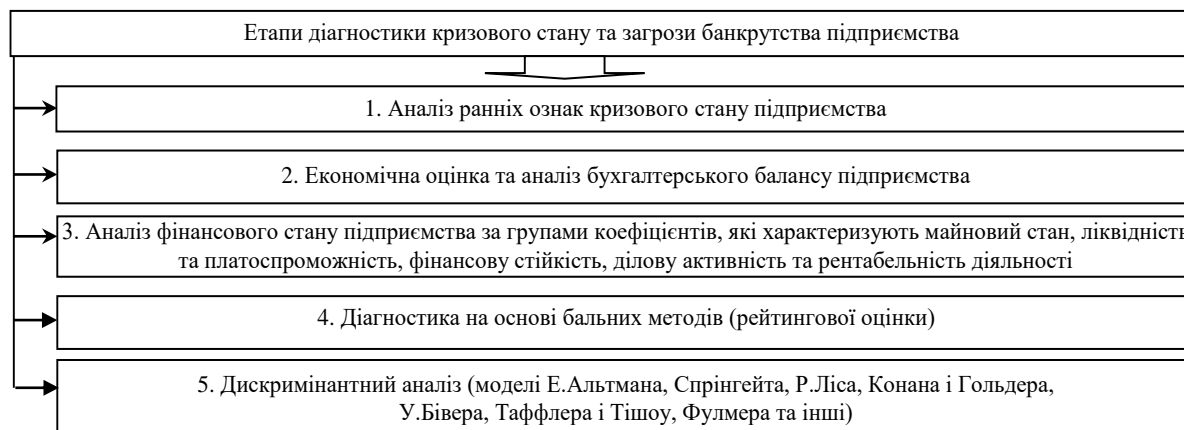 Етапи діагностики кризового стану та загрози банкрутства підприємства
1. Аналіз ранніх ознак кризового стану підприємства
2. Економічна оцінка та аналіз бухгалтерського балансу підприємства
3. Аналіз фінансового стану підприємства за групами коефіцієнтів, які характеризують майновий стан, ліквідність
та платоспроможність, фінансову стійкість, ділову активність та рентабельність діяльності
4. Діагностика на основі бальних методів (рейтингової оцінки)
5. Дискримінантний аналіз (моделі Е.Альтмана, Спрінгейта, Р.Ліса, Конана і Гольдера,
У.Бівера, Таффлера і Тішоу, Фулмера та інші)